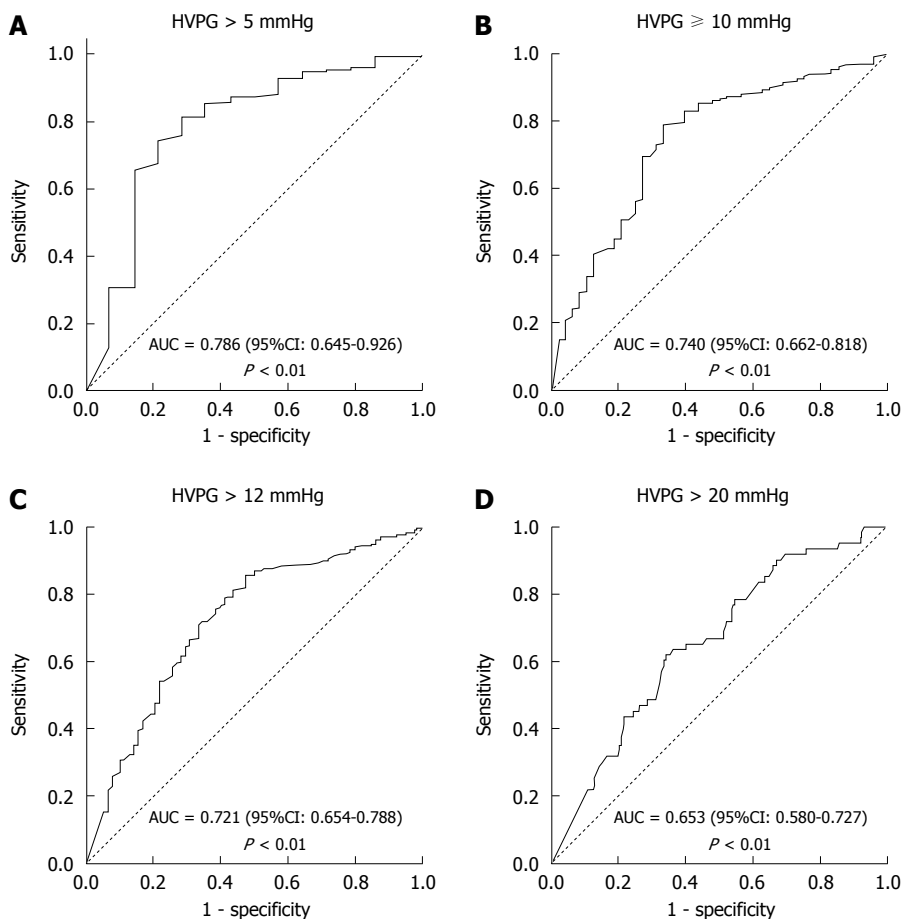 A
HVPG > 5 mmHg
1.0
0.8
0.6
0.4
0.2
0.0
Sensitivity
AUC = 0.786 (95%CI: 0.645-0.926)
P < 0.01
0.0 0.2 0.4 0.6 0.8 1.0
1 - specificity
B
HVPG ⩾ 10 mmHg
1.0
0.8
0.6
0.4
0.2
0.0
Sensitivity
AUC = 0.740 (95%CI: 0.662-0.818)
P < 0.01
0.0 0.2 0.4 0.6 0.8 1.0
1 - specificity
C
HVPG > 12 mmHg
1.0
0.8
0.6
0.4
0.2
0.0
Sensitivity
AUC = 0.721 (95%CI: 0.654-0.788)
P < 0.01
0.0 0.2 0.4 0.6 0.8 1.0
1 - specificity
D
HVPG > 20 mmHg
1.0
0.8
0.6
0.4
0.2
0.0
Sensitivity
AUC = 0.653 (95%CI: 0.580-0.727)
P < 0.01
0.0 0.2 0.4 0.6 0.8 1.0
1 - specificity